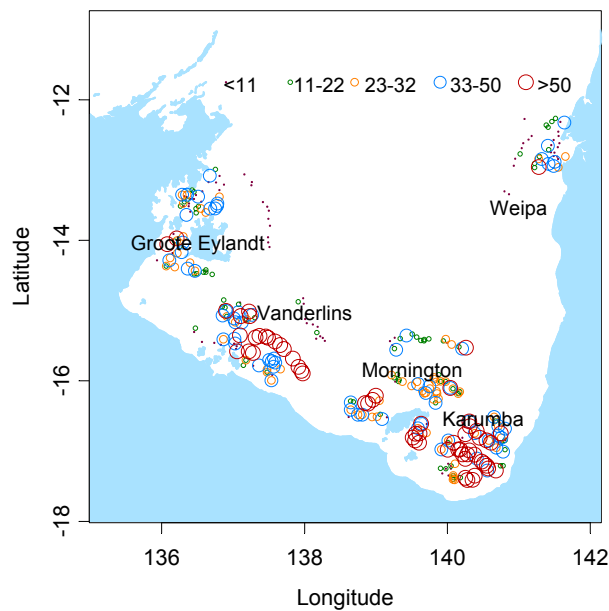 <11 11-22 23-32 33-50 >50
-12
Weipa
-14
Groote Eylandt
Latitude
Vanderlins
-16
Mornington
Karumba
-18
136 138 140 142
Longitude